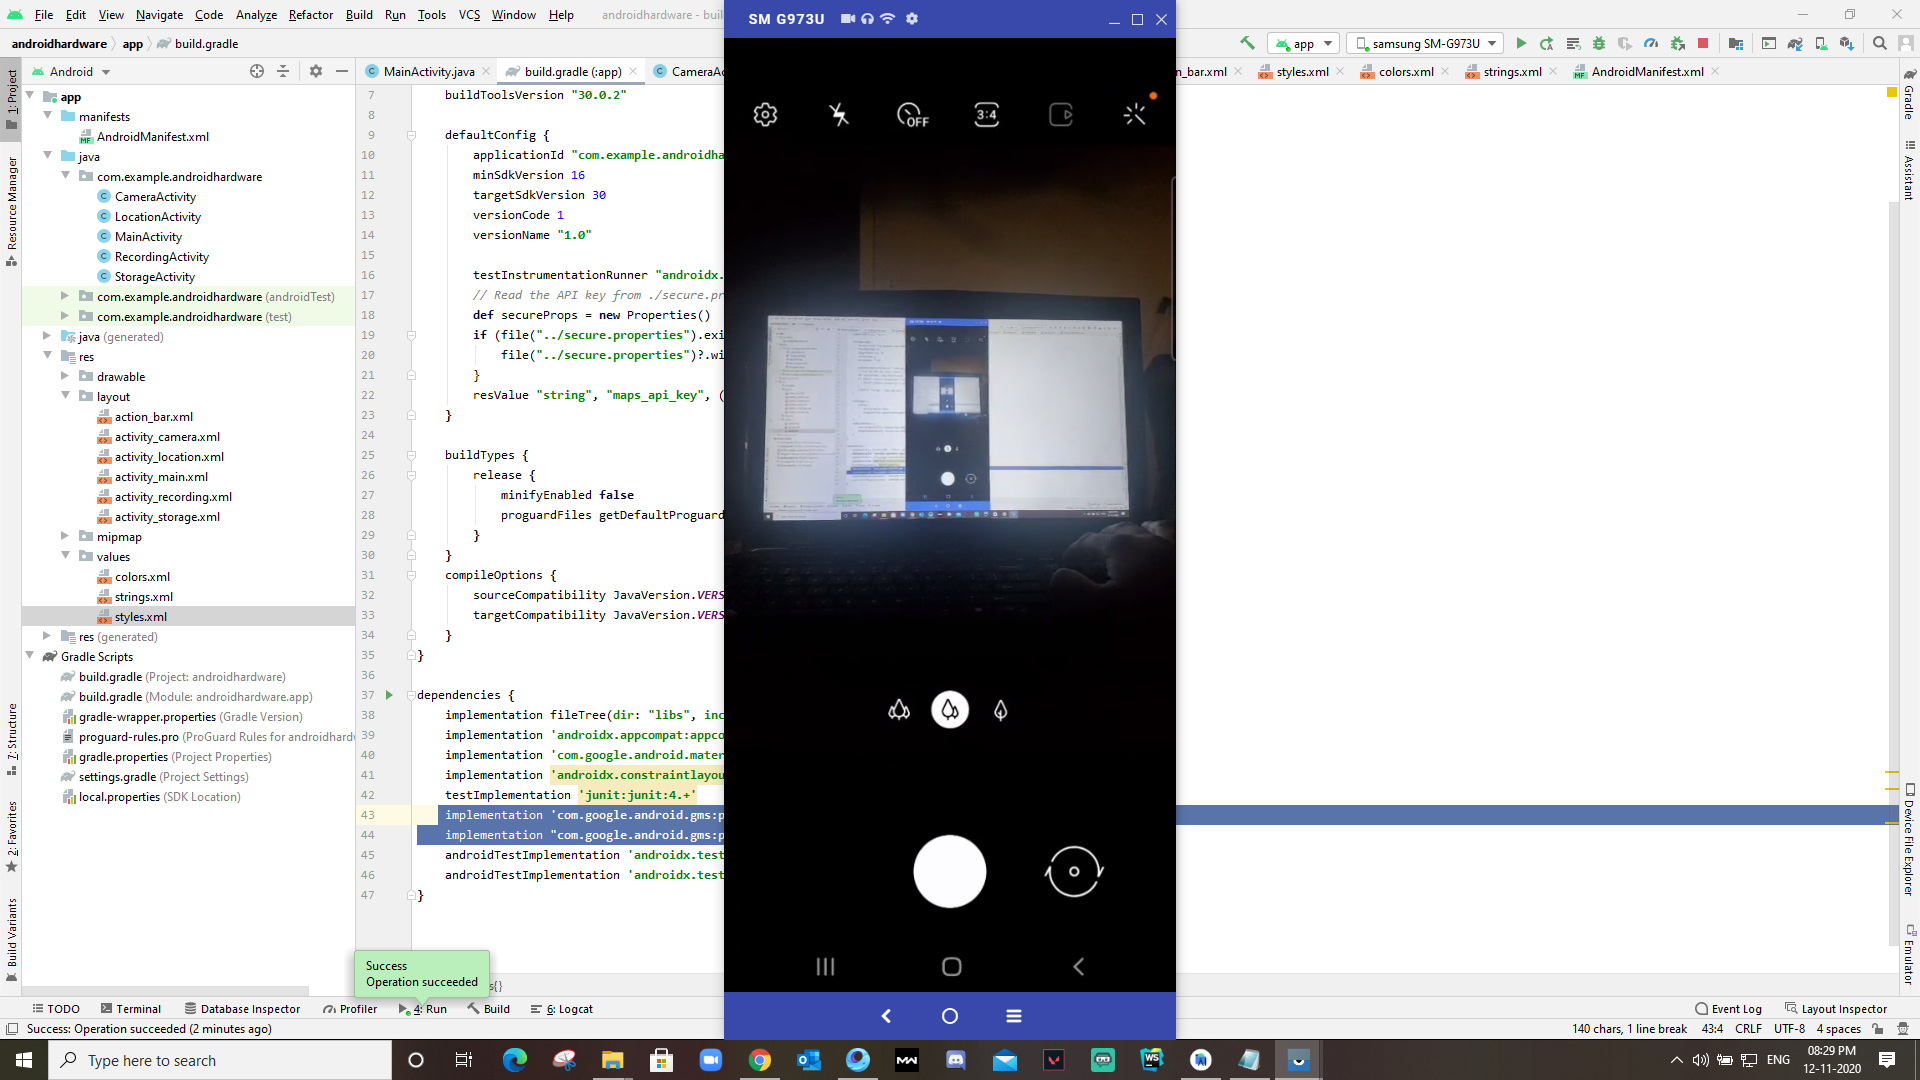 File Edit View Navigate Code Analyze Refactor Build Run Tools VCS Window Help androidhardware - buil
SM G973U
androidhardware app build.gradle
app samsung SM-G973U
Android
MainActivity.java build.gradle (:app) CameraAc
n_bar.xml styles.xml colors.xml strings.xml AndroidManifest.xml
1: Project
Resource Manager
7: Structure
2: Favorites
Build Variants
app
manifests
AndroidManifest.xml
java
com.example.androidhardware
CameraActivity
LocationActivity
MainActivity
RecordingActivity
StorageActivity
com.example.androidhardware (androidTest)
com.example.androidhardware (test)
java (generated)
res
drawable
layout
action_bar.xml
activity_camera.xml
activity_location.xml
activity_main.xml
activity_recording.xml
activity_storage.xml
mipmap
values
colors.xml
strings.xml
styles.xml
res (generated)
Gradle Scripts
build.gradle (Project: androidhardware)
build.gradle (Module: androidhardware.app)
gradle-wrapper.properties (Gradle Version)
proguard-rules.pro (ProGuard Rules for androidhardw
gradle.properties (Project Properties)
settings.gradle (Project Settings)
local.properties (SDK Location)
7 buildToolsVersion "30.0.2"
8
9 defaultConfig {
10 applicationId "com.example.androidha
11 minSdkVersion 16
12 targetSdkVersion 30
13 versionCode 1
14 versionName "1.0"
15
16 testInstrumentationRunner "androidx.
17 // Read the API key from ./secure.pr
18 def secureProps = new Properties()
19 if (file("../secure.properties").exi
20 file("../secure.properties")?.wi
21 }
22 resValue "string", "maps_api_key", (
23 }
24
25 buildTypes {
26 release {
27 minifyEnabled false
28 proguardFiles getDefaultProguard
29 }
30 }
31 compileOptions {
32 sourceCompatibility JavaVersion.VERS
33 targetCompatibility JavaVersion.VERS
34 }
35 }
36
37 dependencies {
38 implementation fileTree(dir: "libs", inc
39 implementation 'androidx.appcompat:appco
40 implementation 'com.google.android.mater
41 implementation 'androidx.constraintlayou
42 testImplementation 'junit:junit:4.+'
43 implementation 'com.google.android.gms:p
44 implementation "com.google.android.gms:p
45 androidTestImplementation 'androidx.test
46 androidTestImplementation 'androidx.test
47 }
OFF
3:4
Gradle
Assistant
Device File Explorer
Emulator
Success
Operation succeeded
s{}
TODO Terminal Database Inspector Profiler 4: Run Build 6: Logcat
Event Log Layout Inspector
Success: Operation succeeded (2 minutes ago)
140 chars, 1 line break 43:4 CRLF UTF-8 4 spaces
Type here to search
MW
WS
ENG
08:29 PM
12-11-2020